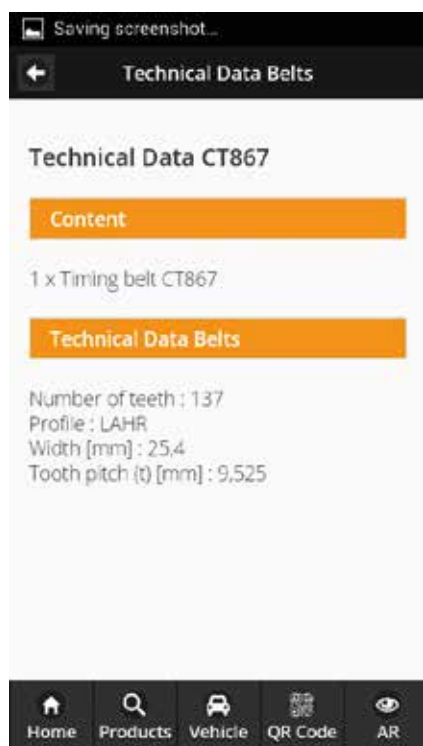 Saving screenshot...
Technical Data Belts
Technical Data CT867
Content
1 x Timing belt CT867
Technical Data Belts
Number of teeth : 137
Profile : LAHR
Width [mm] : 25,4
Tooth pitch (t) [mm] : 9,525
Home Products Vehicle QR Code AR